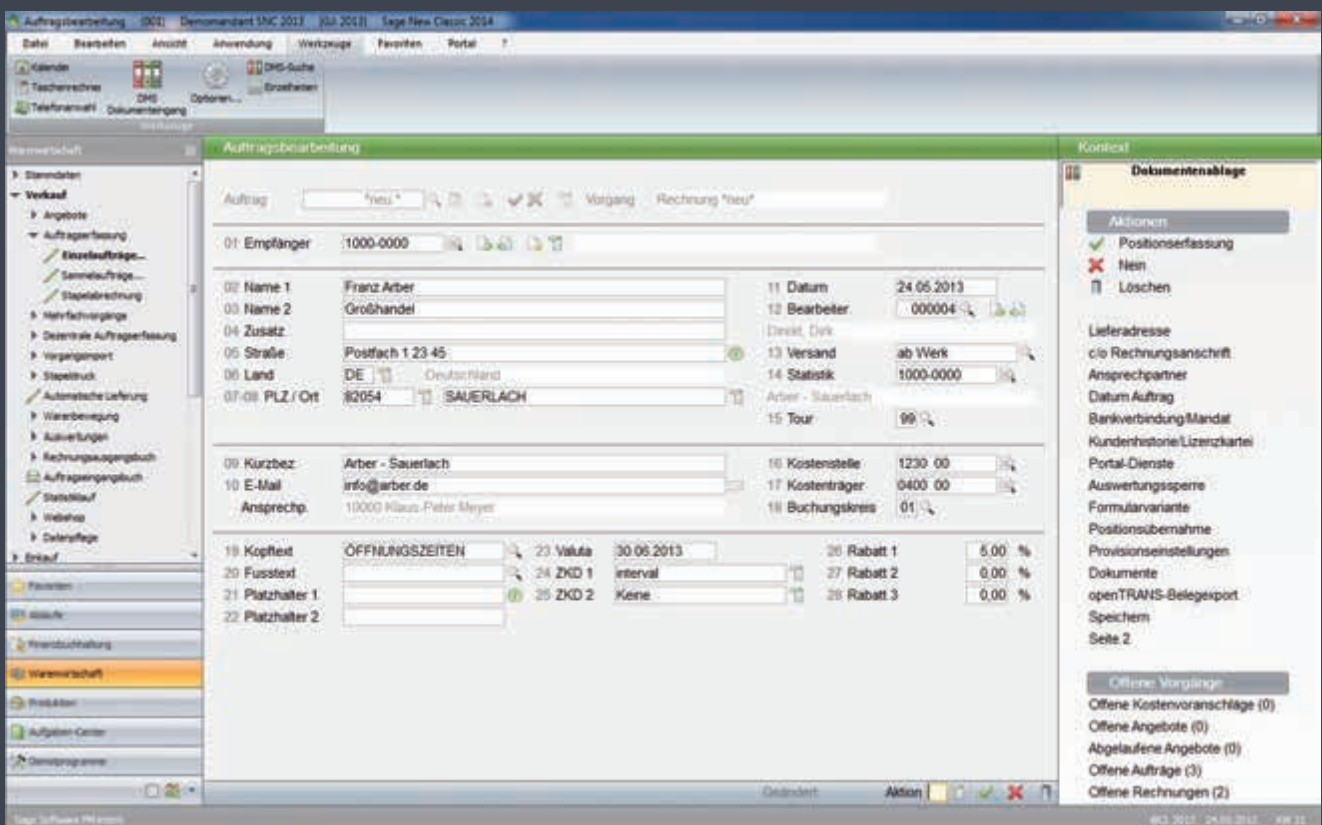 Auftragsbearbeitung (001) Demomandant SNC 2013 (GJ 2013) Sage New Classic 2014
Datei Bearbeiten Ansicht Anwendung Werkzeuge Favoriten Portal ?
Kalender
Taschenrechner
Telefonanwahl
DMS Dokumenteingang
Optionen...
DMS-Suche
Einzelheiten
Werkzeuge
Warenwirtschaft
Stammdaten
Verkauf
Angebote
Auftragserfassung
Einzelaufträge...
Sammelaufträge...
Stapelabrechnung
Mehrfachvorgänge
Dezentrale Auftragserfassung
Vorgangsimport
Stapeldruck
Automatische Lieferung
Warenbewegung
Auswertungen
Rechnungsausgangsbuch
Auftragseingangsbuch
Statistiklauf
Webshop
Datenpflege
Einkauf
Favoriten
Abläufe
Finanzbuchhaltung
Warenwirtschaft
Produktion
Aufgaben-Center
Dienstprogramme
Auftragsbearbeitung
Auftrag *neu* Vorgang Rechnung *neu*
01 Empfänger 1000-0000
02 Name 1 Franz Arber 11 Datum 24.05.2013
03 Name 2 Großhandel 12 Bearbeiter 000004
04 Zusatz Direkt, Dirk
05 Straße Postfach 1 23 45 13 Versand ab Werk
06 Land DE Deutschland 14 Statistik 1000-0000
07-08 PLZ / Ort 82054 SAUERLACH Arber - Sauerlach
15 Tour 99
09 Kurzbez. Arber - Sauerlach 16 Kostenstelle 1230 00
10 E-Mail info@arber.de 17 Kostenträger 0400 00
Ansprechp. 10000 Klaus-Peter Meyer 18 Buchungskreis 01
19 Kopftext ÖFFNUNGSZEITEN 23 Valuta 30.06.2013 26 Rabatt 1 5,00 %
20 Fusstext 24 ZKD 1 interval 27 Rabatt 2 0,00 %
21 Platzhalter 1 25 ZKD 2 Keine 28 Rabatt 3 0,00 %
22 Platzhalter 2
Geändert Aktion
Kontext
Dokumentenablage
Aktionen
Positionserfassung
Nein
Löschen
Lieferadresse
c/o Rechnungsanschrift
Ansprechpartner
Datum Auftrag
Bankverbindung/Mandat
Kundenhistorie/Lizenzkartei
Portal-Dienste
Auswertungssperre
Formularvariante
Positionsübernahme
Provisionseinstellungen
Dokumente
openTRANS-Belegexport
Speichern
Seite 2
Offene Vorgänge
Offene Kostenvoranschläge (0)
Offene Angebote (0)
Abgelaufene Angebote (0)
Offene Aufträge (3)
Offene Rechnungen (2)
24.05.2013 KW 21